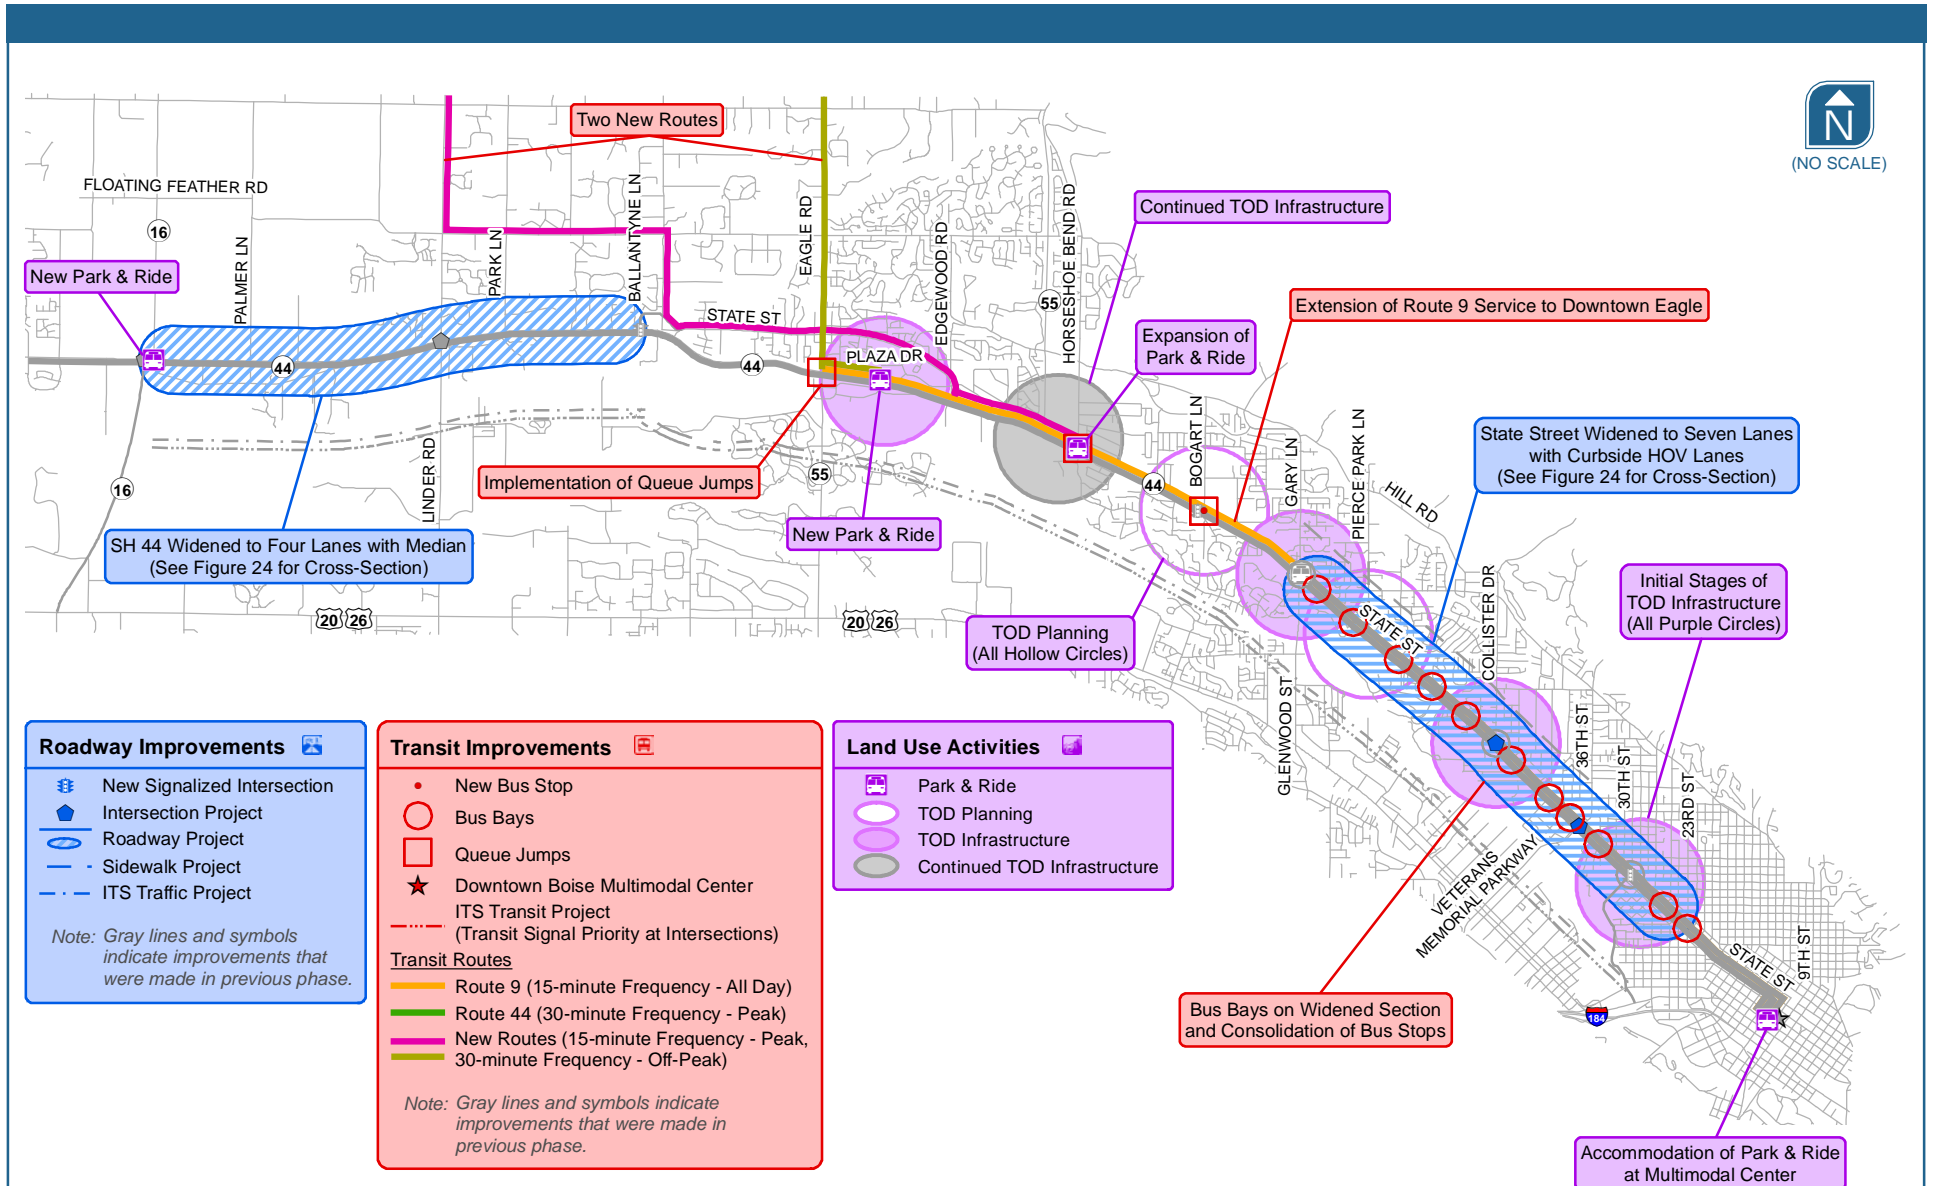 N
(NO SCALE)
Two New Routes
FLOATING FEATHER RD
16
PALMER LN
PARK LN
BALLANTYNE LN
EAGLE RD
EDGEWOOD RD
HORSESHOE BEND RD
55
Continued TOD Infrastructure
New Park & Ride
STATE ST
44
44
PLAZA DR
Extension of Route 9 Service to Downtown Eagle
Expansion of
Park & Ride
LINDER RD
16
Implementation of Queue Jumps
55
New Park & Ride
44
BOGART LN
GARY LN
PIERCE PARK LN
HILL RD
State Street Widened to Seven Lanes
with Curbside HOV Lanes
(See Figure 24 for Cross-Section)
SH 44 Widened to Four Lanes with Median
(See Figure 24 for Cross-Section)
20 26
20 26
TOD Planning
(All Hollow Circles)
STATE ST
COLLISTER DR
Initial Stages of
TOD Infrastructure
(All Purple Circles)
GLENWOOD ST
36TH ST
30TH ST
23RD ST
VETERANS
MEMORIAL PARKWAY
STATE ST
9TH ST
184
Bus Bays on Widened Section
and Consolidation of Bus Stops
Accommodation of Park & Ride
at Multimodal Center
Roadway Improvements
New Signalized Intersection
Intersection Project
Roadway Project
Sidewalk Project
ITS Traffic Project
Note: Gray lines and symbols
indicate improvements that
were made in previous phase.
Transit Improvements
New Bus Stop
Bus Bays
Queue Jumps
Downtown Boise Multimodal Center
ITS Transit Project
(Transit Signal Priority at Intersections)
Transit Routes
Route 9 (15-minute Frequency - All Day)
Route 44 (30-minute Frequency - Peak)
New Routes (15-minute Frequency - Peak,
30-minute Frequency - Off-Peak)
Note: Gray lines and symbols indicate
improvements that were made in
previous phase.
Land Use Activities
Park & Ride
TOD Planning
TOD Infrastructure
Continued TOD Infrastructure